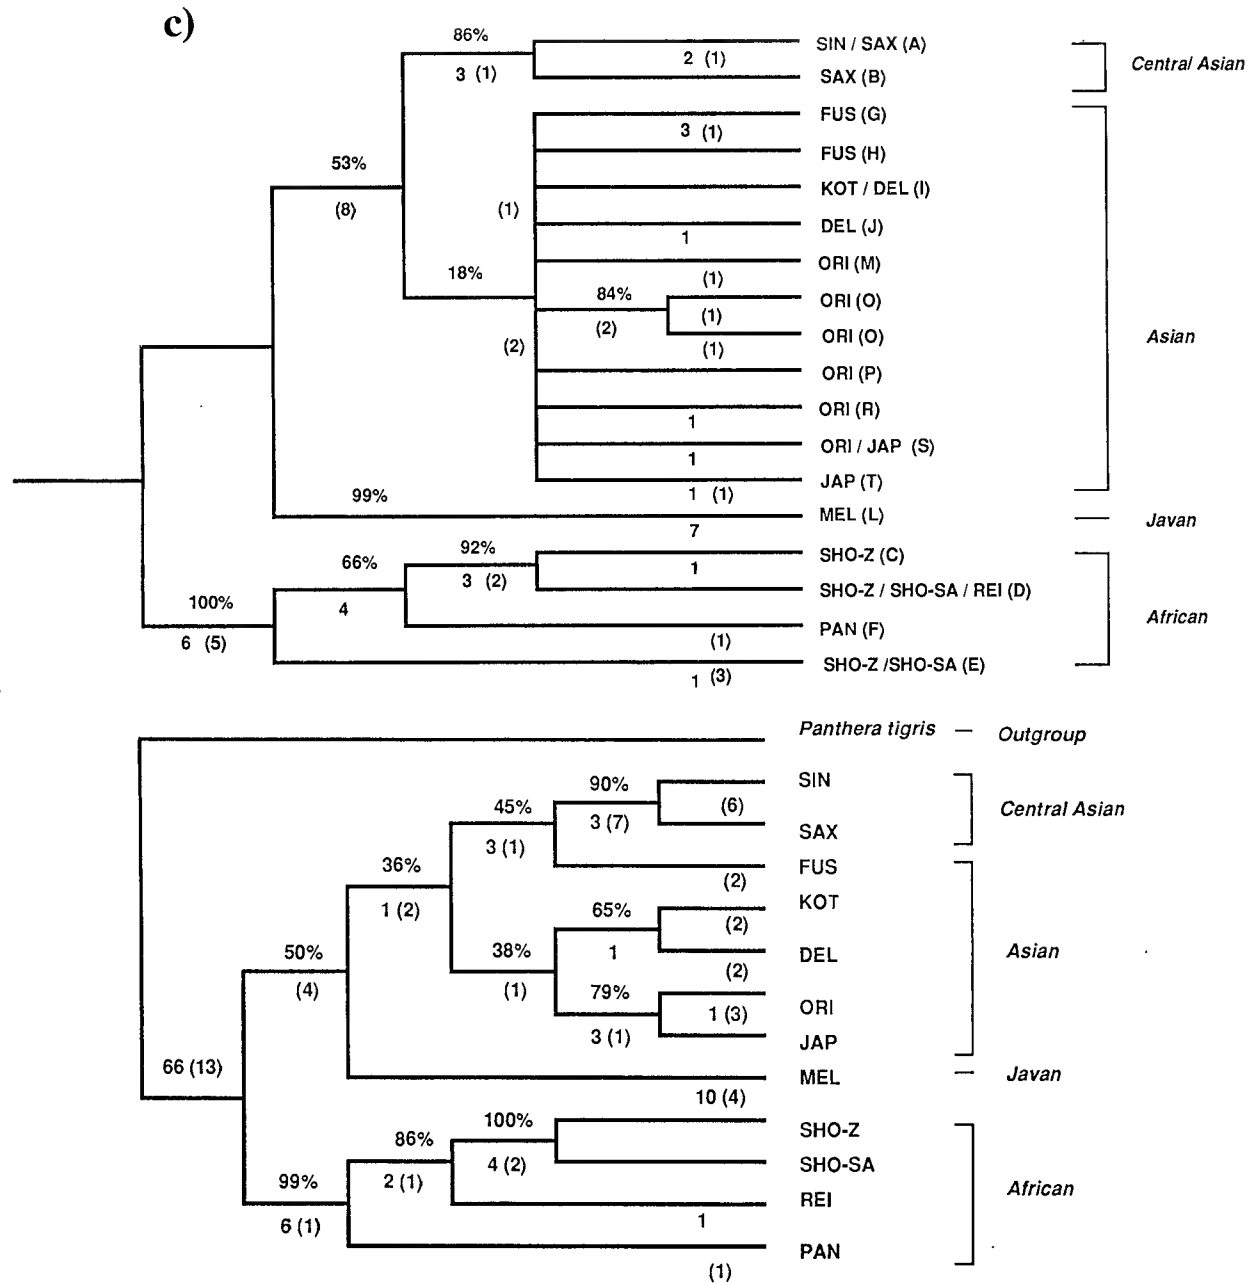 c)
86%
SIN / SAX (A)
2 (1)
Central Asian
3 (1)
SAX (B)
FUS (G)
3 (1)
53%
FUS (H)
KOT / DEL (I)
(8)
(1)
DEL (J)
1
ORI (M)
18%
(1)
84%
ORI (O)
(2)
(1)
ORI (O)
Asian
(2)
(1)
ORI (P)
ORI (R)
1
ORI / JAP (S)
1
JAP (T)
99%
1 (1)
MEL (L)
Javan
7
92%
SHO-Z (C)
66%
1
3 (2)
SHO-Z / SHO-SA / REI (D)
100%
4
African
PAN (F)
6 (5)
(1)
SHO-Z /SHO-SA (E)
1 (3)
Panthera tigris
Outgroup
90%
SIN
45%
(6)
Central Asian
3 (7)
SAX
3 (1)
36%
FUS
(2)
KOT
1 (2)
65%
(2)
50%
38%
1
DEL
Asian
(4)
(1)
(2)
79%
ORI
1 (3)
3 (1)
JAP
66 (13)
MEL
Javan
10 (4)
100%
SHO-Z
86%
4 (2)
SHO-SA
99%
2 (1)
African
REI
6 (1)
1
PAN
(1)